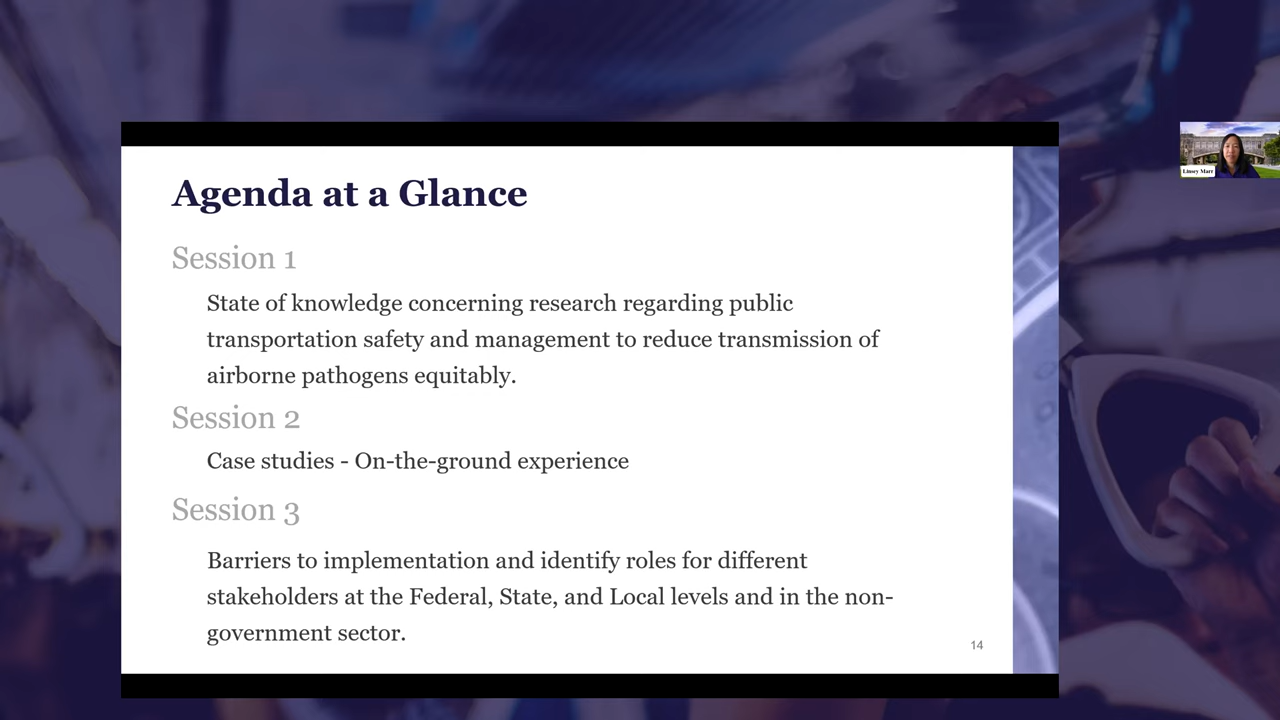 Agenda at a Glance
Session 1
State of knowledge concerning research regarding public
transportation safety and management to reduce transmission of
airborne pathogens equitably.
Session 2
Case studies - On-the-ground experience
Session 3
Barriers to implementation and identify roles for different
stakeholders at the Federal, State, and Local levels and in the non-
government sector.
14
Linsey Marr